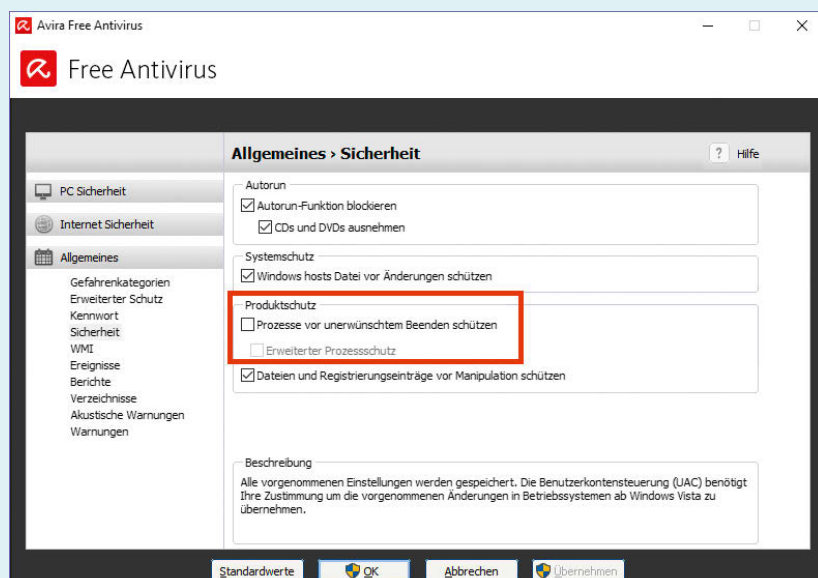 Avira Free Antivirus
Free Antivirus
Allgemeines › Sicherheit
? Hilfe
PC Sicherheit
Internet Sicherheit
Allgemeines
Gefahrenkategorien
Erweiterter Schutz
Kennwort
Sicherheit
WMI
Ereignisse
Berichte
Verzeichnisse
Akustische Warnungen
Warnungen
Autorun
Autorun-Funktion blockieren
CDs und DVDs ausnehmen
Systemschutz
Windows hosts Datei vor Änderungen schützen
Produktschutz
Prozesse vor unerwünschtem Beenden schützen
Erweiterter Prozessschutz
Dateien und Registrierungseinträge vor Manipulation schützen
Beschreibung
Alle vorgenommenen Einstellungen werden gespeichert. Die Benutzerkontensteuerung (UAC) benötigt
Ihre Zustimmung um die vorgenommenen Änderungen in Betriebssystemen ab Windows Vista zu
übernehmen.
Standardwerte
OK
Abbrechen
Übernehmen